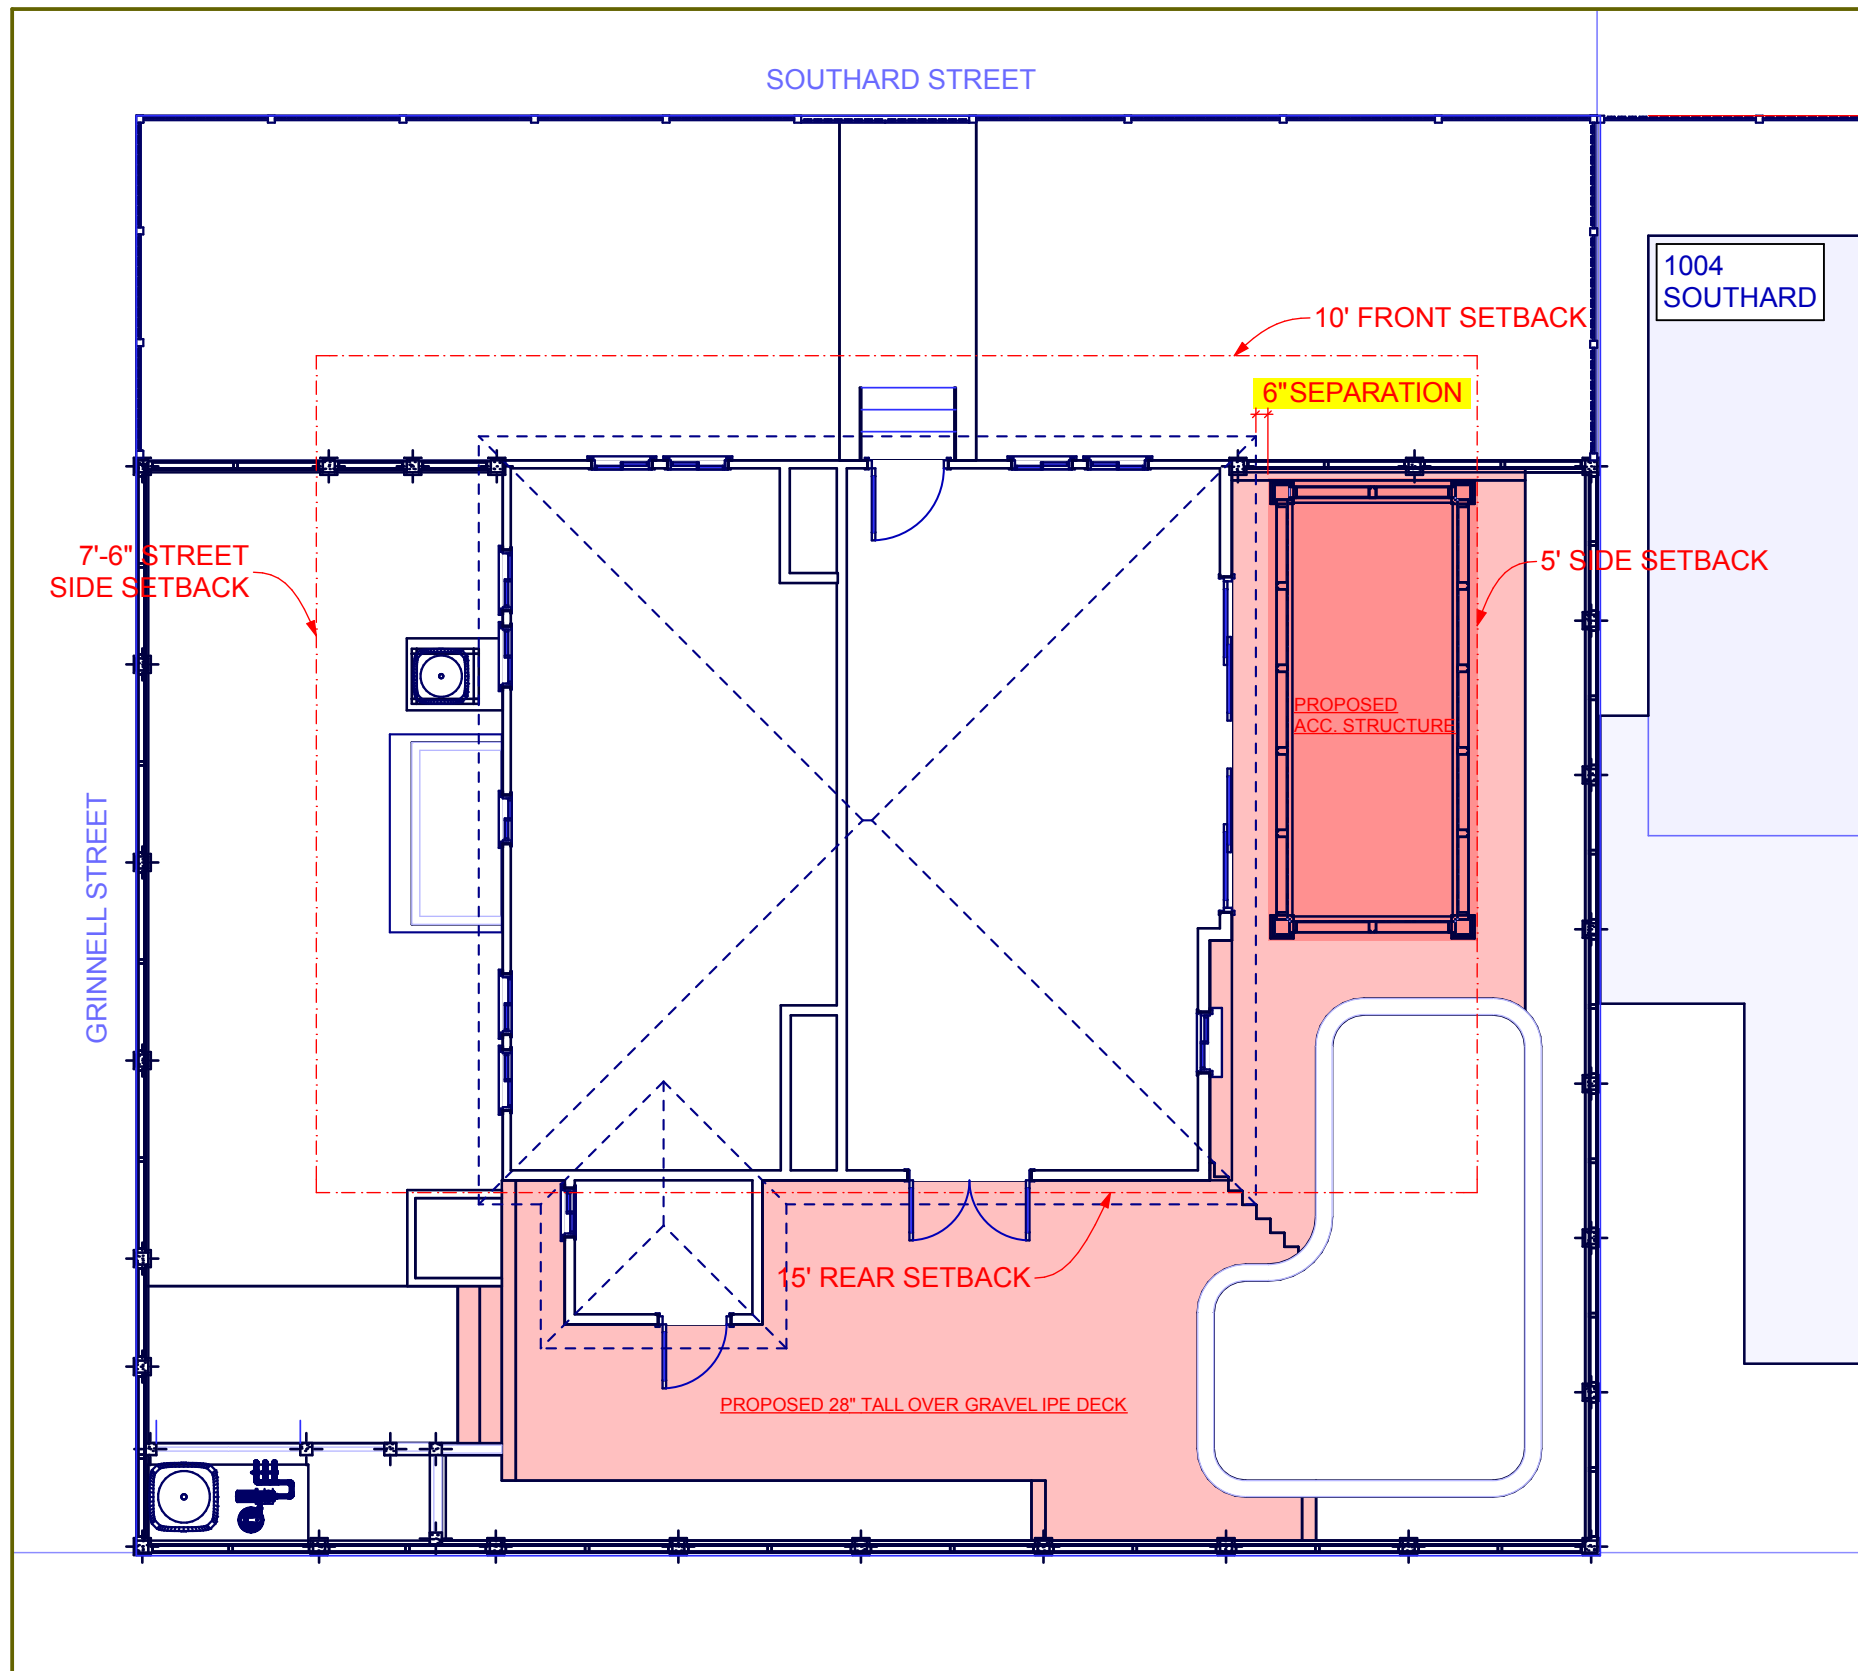 SOUTHARD STREET
1004
SOUTHARD
10' FRONT SETBACK
6" SEPARATION
7'-6" STREET
SIDE SETBACK
5' SIDE SETBACK
PROPOSED
ACC. STRUCTURE
GRINNELL STREET
15' REAR SETBACK
PROPOSED 28" TALL OVER GRAVEL IPE DECK